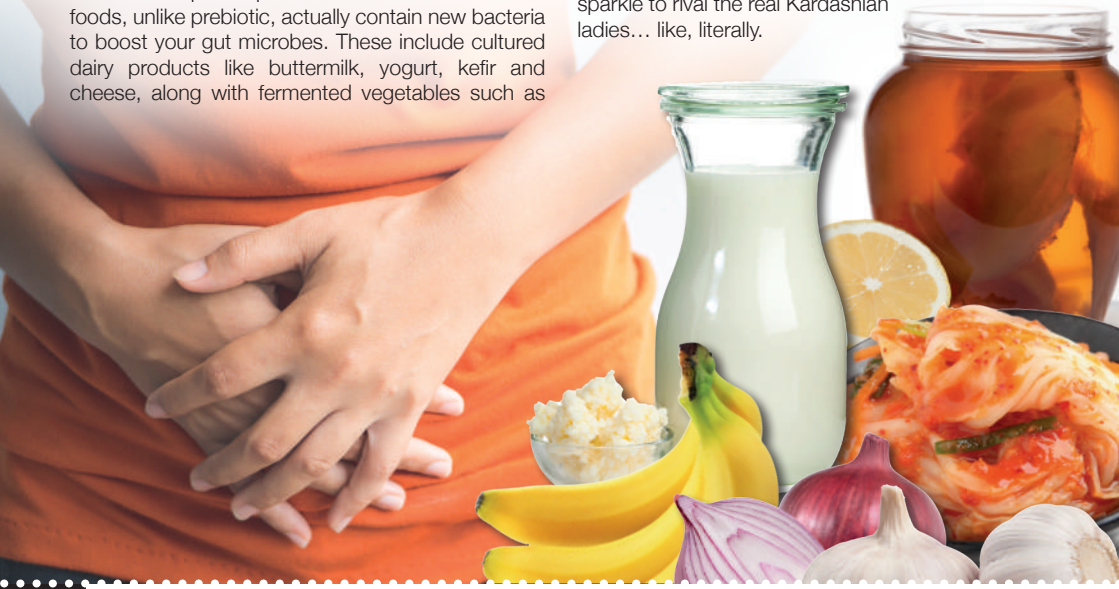 foods, unlike prebiotic, actually contain new bacteria
to boost your gut microbes. These include cultured
dairy products like buttermilk, yogurt, kefir and
cheese, along with fermented vegetables such as
sparkle to rival the real Kardashian
ladies… like, literally.